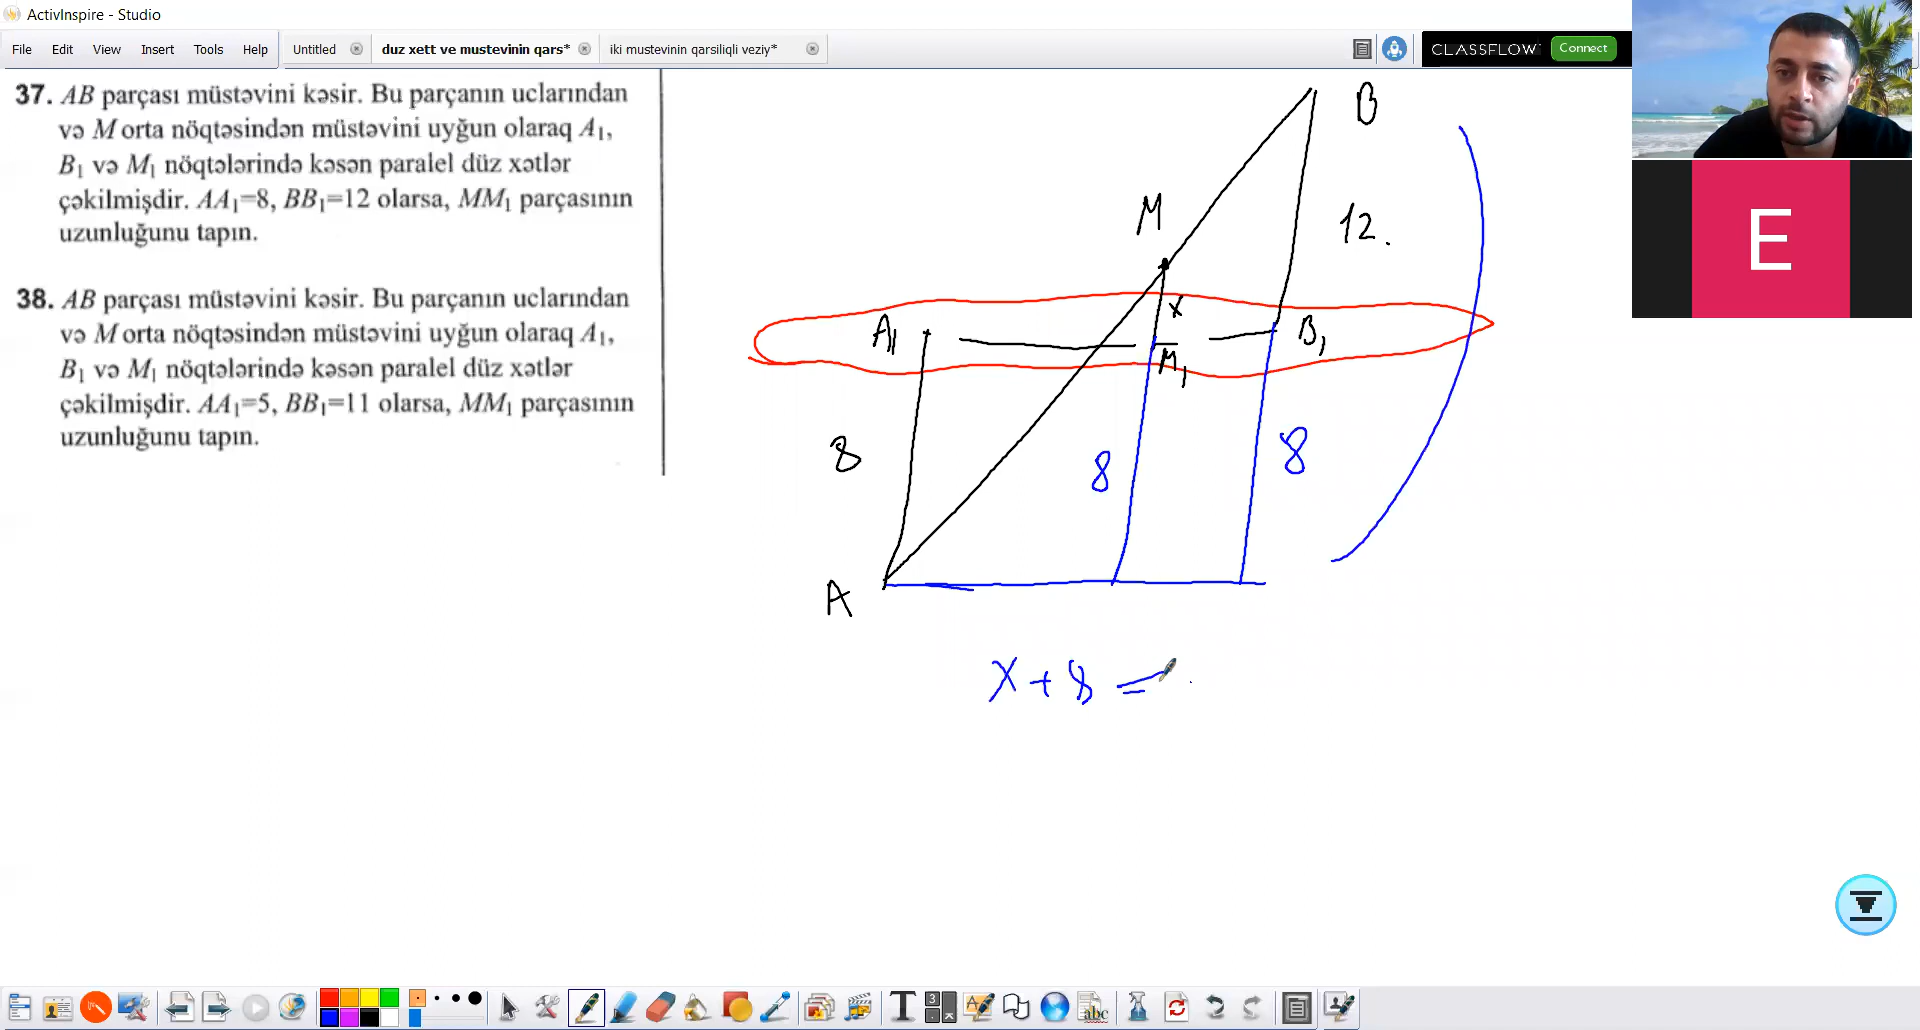 ActivInspire - Studio
File Edit View Insert Tools Help
Untitled duz xett ve mustevinin qars* iki mustevinin qarsiliqli veziy*
CLASSFLOW Connect
37. AB parçası müstəvini kəsir. Bu parçanın uclarından
və M orta nöqtəsindən müstəvini uyğun olaraq A₁,
B₁ və M₁ nöqtələrində kəsən paralel düz xətlər
çəkilmişdir. AA₁=8, BB₁=12 olarsa, MM₁ parçasının
uzunluğunu tapın.
38. AB parçası müstəvini kəsir. Bu parçanın uclarından
və M orta nöqtəsindən müstəvini uyğun olaraq A₁,
B₁ və M₁ nöqtələrində kəsən paralel düz xətlər
çəkilmişdir. AA₁=5, BB₁=11 olarsa, MM₁ parçasının
uzunluğunu tapın.
B
M
12.
x
A₁
M₁
B₁
8
8
8
A
x + 8 =
E
T
3
abc